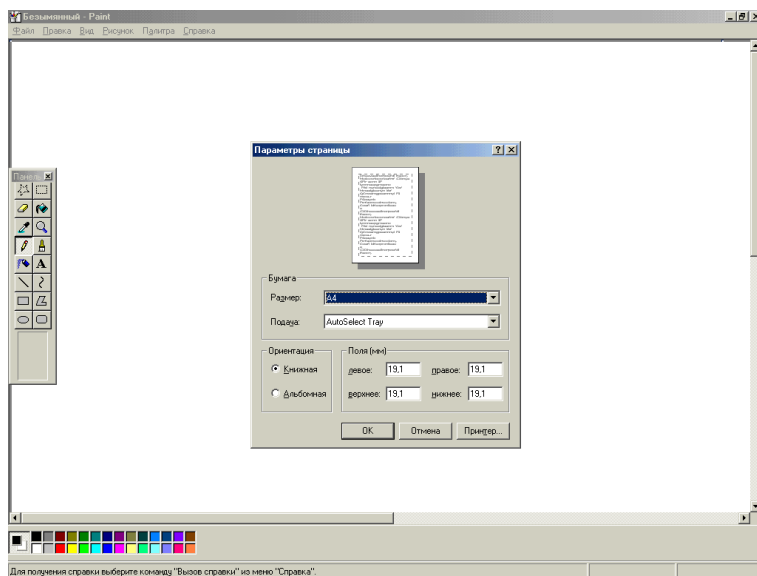 Безымянный - Paint
Файл Правка Вид Рисунок Палитра Справка
Параметры страницы
Бумага
Размер: A4
Подача: AutoSelect Tray
Ориентация
Книжная
Альбомная
Поля (мм)
левое: 19,1 правое: 19,1
верхнее: 19,1 нижнее: 19,1
OK Отмена Принтер...
A
Для получения справки выберите команду "Вызов справки" из меню "Справка".